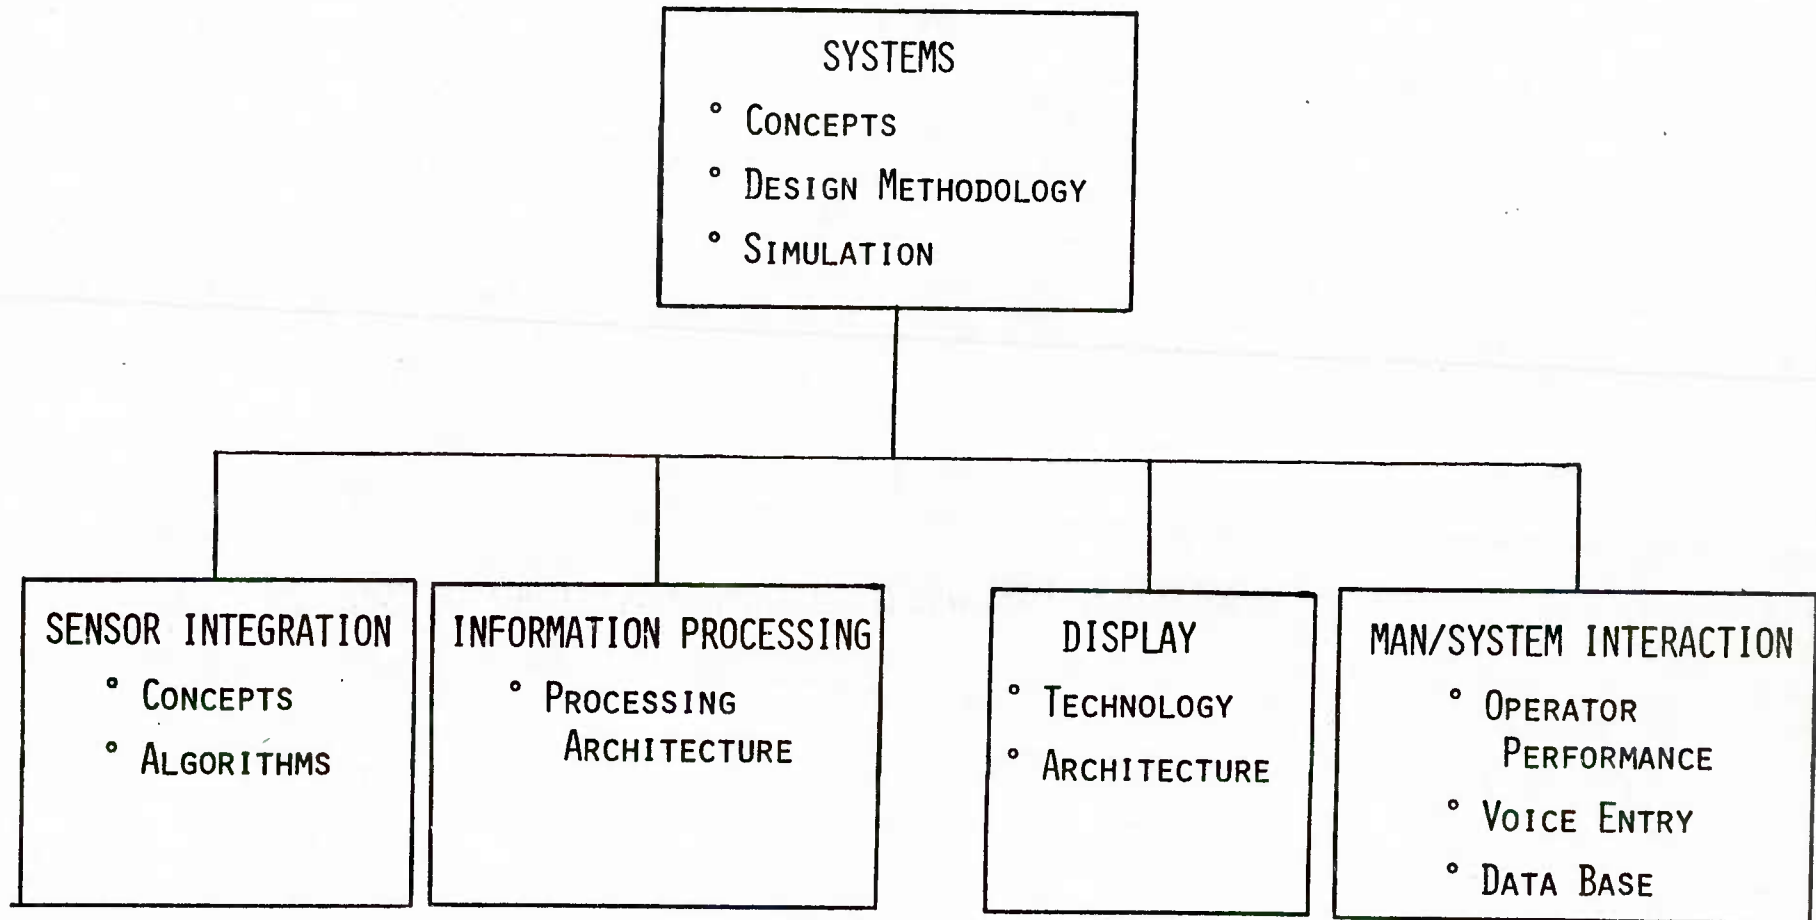 SYSTEMS
° CONCEPTS
° DESIGN METHODOLOGY
° SIMULATION
SENSOR INTEGRATION
° CONCEPTS
° ALGORITHMS
INFORMATION PROCESSING
° PROCESSING
ARCHITECTURE
DISPLAY
° TECHNOLOGY
° ARCHITECTURE
MAN/SYSTEM INTERACTION
° OPERATOR
PERFORMANCE
° VOICE ENTRY
° DATA BASE